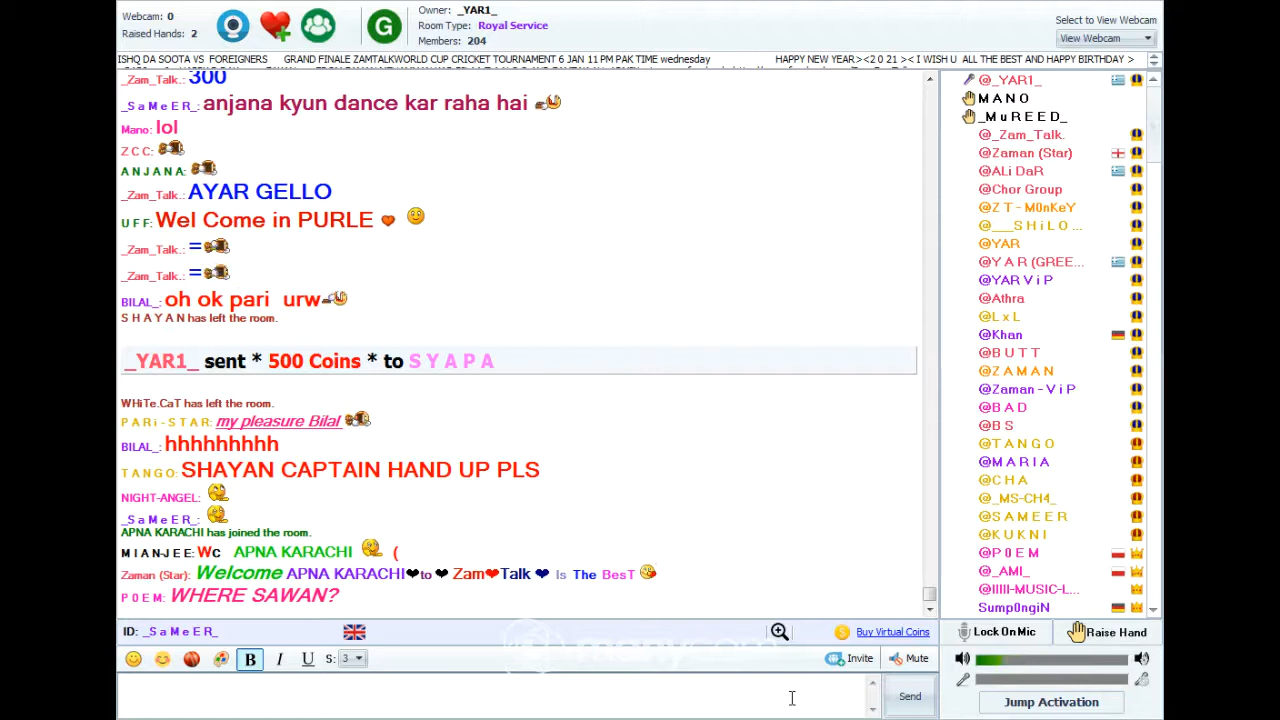 Webcam: 0
Raised Hands: 2
G
Owner: _YAR1_
Room Type: Royal Service
Members: 204
Select to View Webcam
View Webcam
ISHQ DA SOOTA VS FOREIGNERS GRAND FINALE ZAMTALKWORLD CUP CRICKET TOURNAMENT 6 JAN 11 PM PAK TIME wednesday HAPPY NEW YEAR><2 0 2 1 >< I WISH U ALL THE BEST AND HAPPY BIRTHDAY >
_Zam_Talk.: 300
_S a M e E R_: anjana kyun dance kar raha hai
Mano: lol
Z C C:
A N J A N A:
_Zam_Talk.: AYAR GELLO
U F F: Wel Come in PURLE
_Zam_Talk.: =
_Zam_Talk.: =
BILAL_: oh ok pari urw
S H A Y A N has left the room.
_YAR1_ sent * 500 Coins * to S Y A P A
WHiTe.CaT has left the room.
P A R i - S T A R: my pleasure Bilal
BILAL_: hhhhhhhhh
T A N G O: SHAYAN CAPTAIN HAND UP PLS
NIGHT-ANGEL:
_S a M e E R_:
APNA KARACHI has joined the room.
M I A N-J E E: Wc APNA KARACHI (
Zaman (Star): Welcome APNA KARACHI❤to ❤ Zam❤Talk ❤ Is The BesT
P 0 E M: WHERE SAWAN?
@_YAR1_
M A N O
_M u R E E D_
@_Zam_Talk.
@Zaman (Star)
@ALi DaR
@Chor Group
@Z T - M0nKeY
@___S H i L O ...
@YAR
@Y A R (GREE...
@YAR V i P
@Athra
@L x L
@Khan
@B U T T
@Z A M A N
@Zaman - V i P
@B A D
@B S
@T A N G O
@M A R I A
@C H A
@_MS-CH4_
@S A M E E R
@K U K N I
@P 0 E M
@_AMI_
@IIIII-MUSIC-L...
Sump0ngiN
ID: _S a M e E R_
Buy Virtual Coins
Lock On Mic
Raise Hand
B I U S: 3
Invite
Mute
Send
Jump Activation